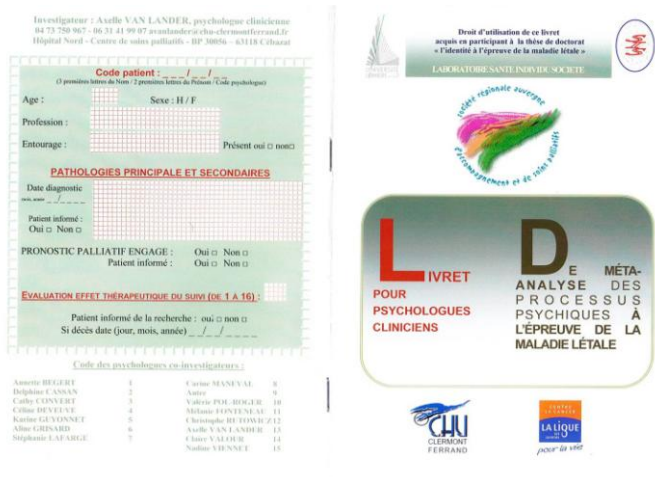 Investigateur : Axelle VAN LANDER, psychologue clinicienne
04 73 750 967 - 06 31 41 99 07 avanlander@chu-clermontferrand.fr
Hôpital Nord - Centre de soins palliatifs - BP 30056 – 63118 Cébazat
Code patient : _ _ _ / _ _ / _ _
(3 premières lettres du Nom / 2 premières lettres du Prénom / Code psychologue)
Age :
Sexe : H / F
Profession :
Entourage :
Présent oui □ non□
PATHOLOGIES PRINCIPALE ET SECONDAIRES
Date diagnostic
mois, année _ _/_ _
Patient informé :
Oui □ Non □
PRONOSTIC PALLIATIF ENGAGE : Oui □ Non □
Patient informé : Oui □ Non □
EVALUATION EFFET THÉRAPEUTIQUE DU SUIVI (DE 1 À 16) :
Patient informé de la recherche : oui □ non □
Si décès date (jour, mois, année) _ _/_ _/_ _
Code des psychologues co-investigateurs :
Annette BEGERT 1
Delphine CASSAN 2
Cathy CONVERT 3
Céline DEVEUVE 4
Karine GUYONNET 5
Aline GRISARD 6
Stéphanie LAFARGE 7
Carine MANEVAL 8
Autre 9
Valérie POL-ROGER 10
Mélanie FONTENEAU 11
Christophe BUTOWICZ 12
Axelle VAN LANDER 13
Claire VALOUR 14
Nadine VIENNET 15
Droit d'utilisation de ce livret
acquis en participant à la thèse de doctorat
« l'identité à l'épreuve de la maladie létale »
LABORATOIRE SANTE INDIVIDU SOCIETE
société régionale auvergne
d'accompagnement et de soins palliatifs
LIVRET
POUR
PSYCHOLOGUES
CLINICIENS
DE MÉTA-
ANALYSE DES
PROCESSUS
PSYCHIQUES À
L'ÉPREUVE DE LA
MALADIE LÉTALE
CHU
CLERMONT
FERRAND
CONTRE
LE CANCER
LA LIGUE
pour la vie